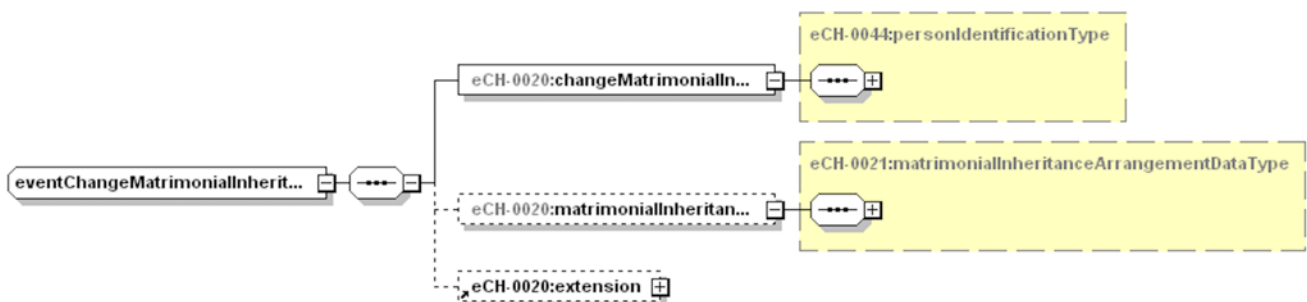 eCH-0044:personIdentificationType
eCH-0020:changeMatrimonialIn...
eCH-0021:matrimonialInheritanceArrangementDataType
eventChangeMatrimonialInherit...
eCH-0020:matrimonialInheritan...
eCH-0020:extension